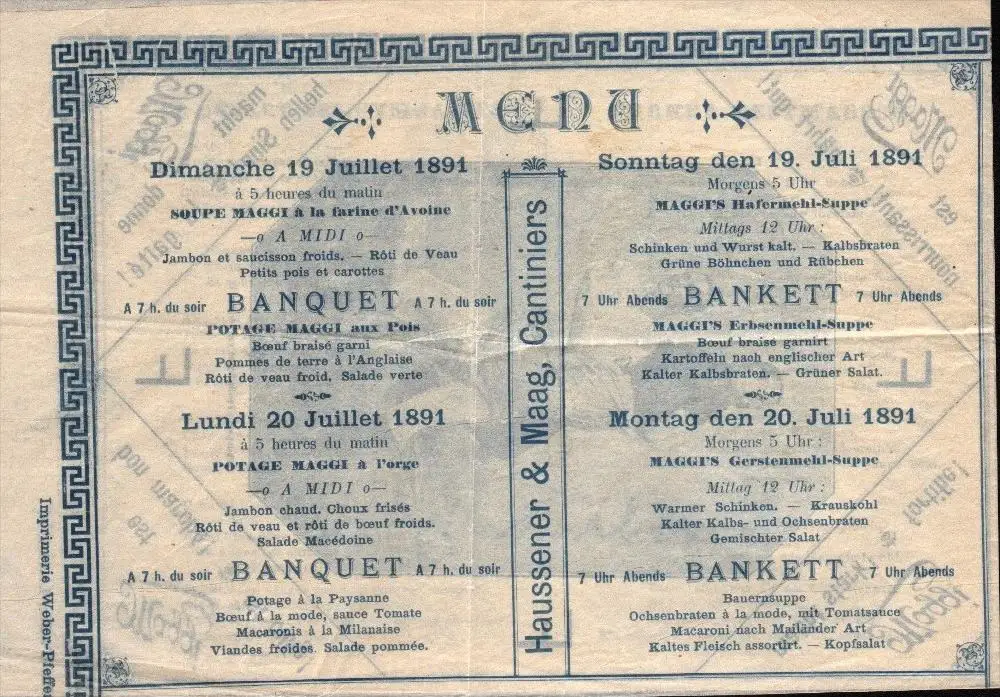 MENU
Dimanche 19 Juillet 1891
à 5 heures du matin
SOUPE MAGGI à la farine d'Avoine
—o A MIDI o—
Jambon et saucisson froids. — Rôti de Veau
Petits pois et carottes
A 7 h. du soir BANQUET A 7 h. du soir
POTAGE MAGGI aux Pois
Bœuf braisé garni
Pommes de terre à l'Anglaise
Rôti de veau froid. Salade verte
Lundi 20 Juillet 1891
à 5 heures du matin
POTAGE MAGGI à l'orge
—o A MIDI o—
Jambon chaud. Choux frisés
Rôti de veau et rôti de bœuf froids.
Salade Macédoine
A 7 h. du soir BANQUET A 7 h. du soir
Potage à la Paysanne
Bœuf à la mode, sauce Tomate
Macaronis à la Milanaise
Viandes froides. Salade pommée.
Haussener & Maag, Cantiniers
Sonntag den 19. Juli 1891
Morgens 5 Uhr
MAGGI'S Hafermehl-Suppe
Mittags 12 Uhr :
Schinken und Wurst kalt. — Kalbsbraten
Grüne Böhnchen und Rübchen
7 Uhr Abends BANKETT 7 Uhr Abends
MAGGI'S Erbsenmehl-Suppe
Bœuf braisé garnirt
Kartoffeln nach englischer Art
Kalter Kalbsbraten. — Grüner Salat.
Montag den 20. Juli 1891
Morgens 5 Uhr :
MAGGI'S Gerstenmehl-Suppe
Mittag 12 Uhr :
Warmer Schinken. — Krauskohl
Kalter Kalbs- und Ochsenbraten
Gemischter Salat
7 Uhr Abends BANKETT 7 Uhr Abends
Bauernsuppe
Ochsenbraten à la mode, mit Tomatsauce
Macaroni nach Mailänder Art
Kaltes Fleisch assortirt. — Kopfsalat
Imprimerie Weber-Pfeffer